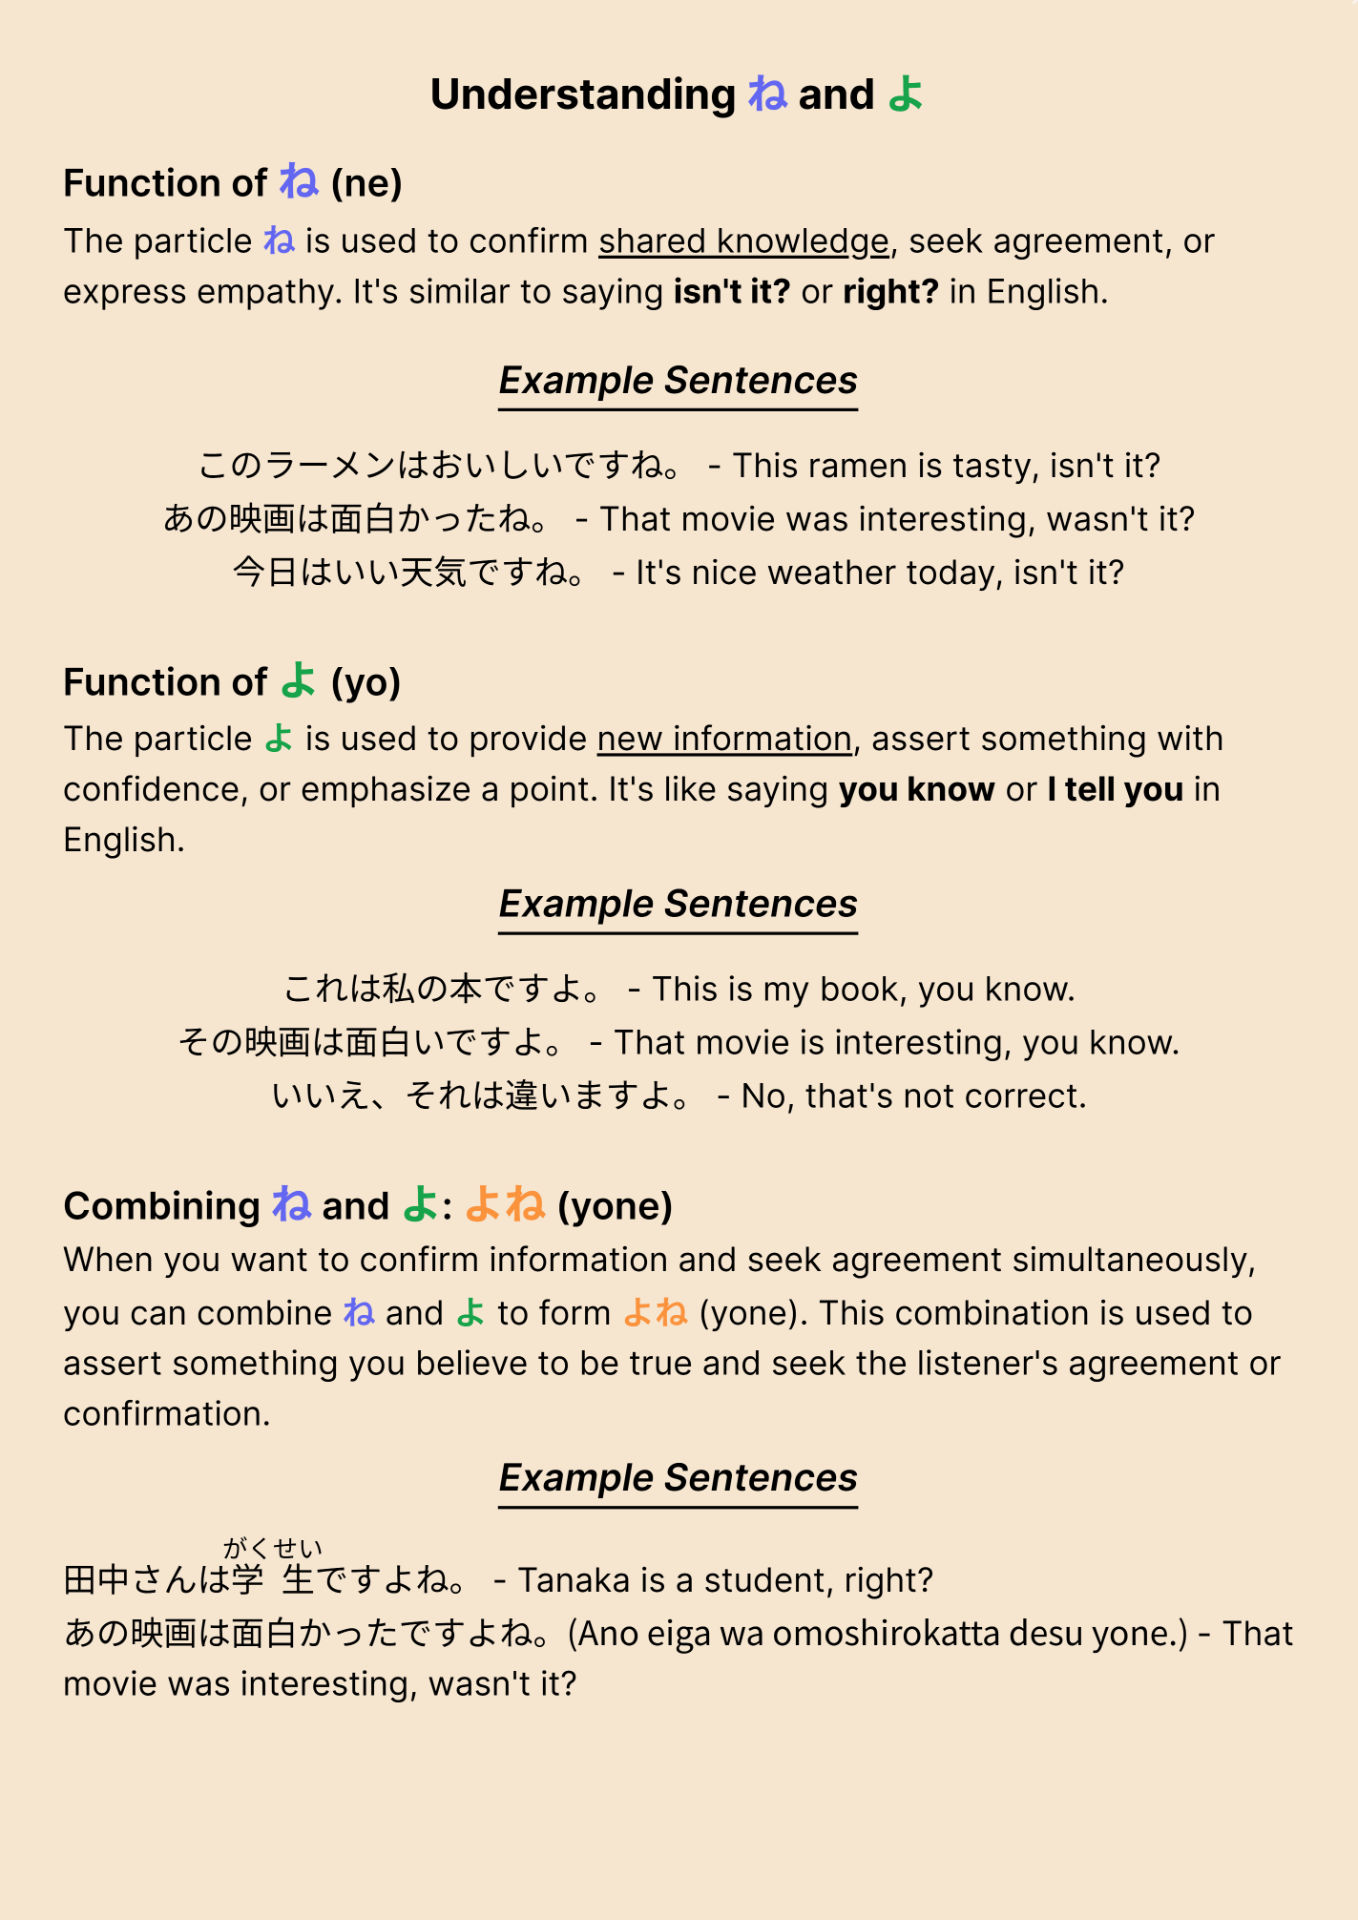 Understanding ね and よ
Function of ね (ne)
The particle ね is used to confirm shared knowledge, seek agreement, or
express empathy. It's similar to saying isn't it? or right? in English.
Example Sentences
このラーメンはおいしいですね。 - This ramen is tasty, isn't it?
あの映画は面白かったね。 - That movie was interesting, wasn't it?
今日はいい天気ですね。 - It's nice weather today, isn't it?
Function of よ (yo)
The particle よ is used to provide new information, assert something with
confidence, or emphasize a point. It's like saying you know or I tell you in
English.
Example Sentences
これは私の本ですよ。 - This is my book, you know.
その映画は面白いですよ。 - That movie is interesting, you know.
いいえ、それは違いますよ。 - No, that's not correct.
Combining ね and よ: よね (yone)
When you want to confirm information and seek agreement simultaneously,
you can combine ね and よ to form よね (yone). This combination is used to
assert something you believe to be true and seek the listener's agreement or
confirmation.
Example Sentences
がくせい
田中さんは学生ですよね。 - Tanaka is a student, right?
あの映画は面白かったですよね。(Ano eiga wa omoshirokatta desu yone.) - That
movie was interesting, wasn't it?